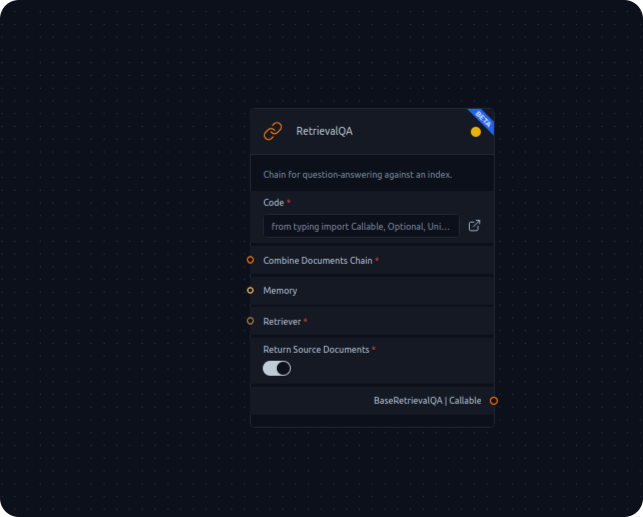 BETA
RetrievalQA
Chain for question-answering against an index.
Code *
from typing import Callable, Optional, Uni...
Combine Documents Chain *
Memory
Retriever *
Return Source Documents *
BaseRetrievalQA | Callable